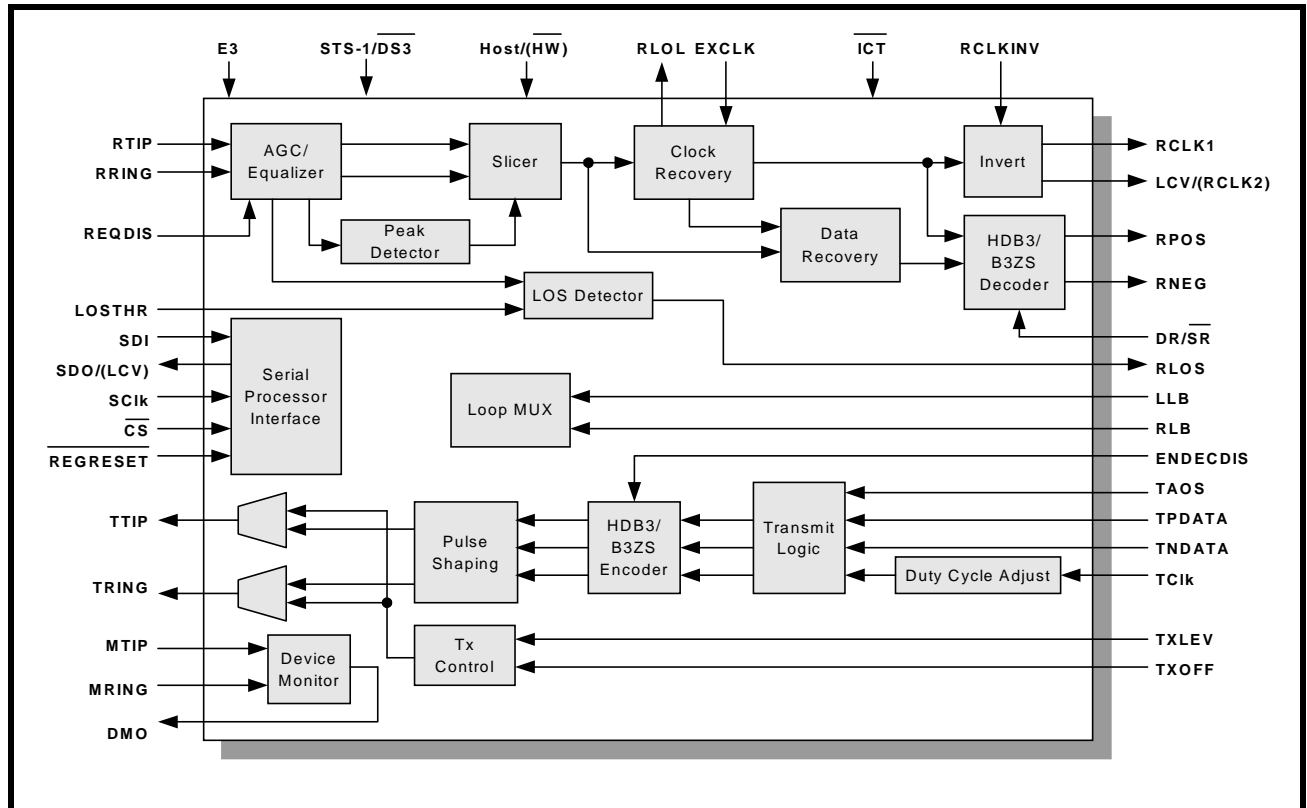 E3
STS-1/DS3
Host/(HW)
RLOL
EXCLK
ICT
RCLKINV
RTIP
RRING
REQDIS
LOSTHR
SDI
SDO/(LCV)
SClk
CS
REGRESET
TTIP
TRING
MTIP
MRING
DMO
AGC/
Equalizer
Slicer
Clock
Recovery
Invert
Peak
Detector
Data
Recovery
HDB3/
B3ZS
Decoder
LOS Detector
Serial
Processor
Interface
Loop MUX
Pulse
Shaping
HDB3/
B3ZS
Encoder
Transmit
Logic
Duty Cycle Adjust
Tx
Control
Device
Monitor
RCLK1
LCV/(RCLK2)
RPOS
RNEG
DR/SR
RLOS
LLB
RLB
ENDECDIS
TAOS
TPDATA
TNDATA
TClk
TXLEV
TXOFF